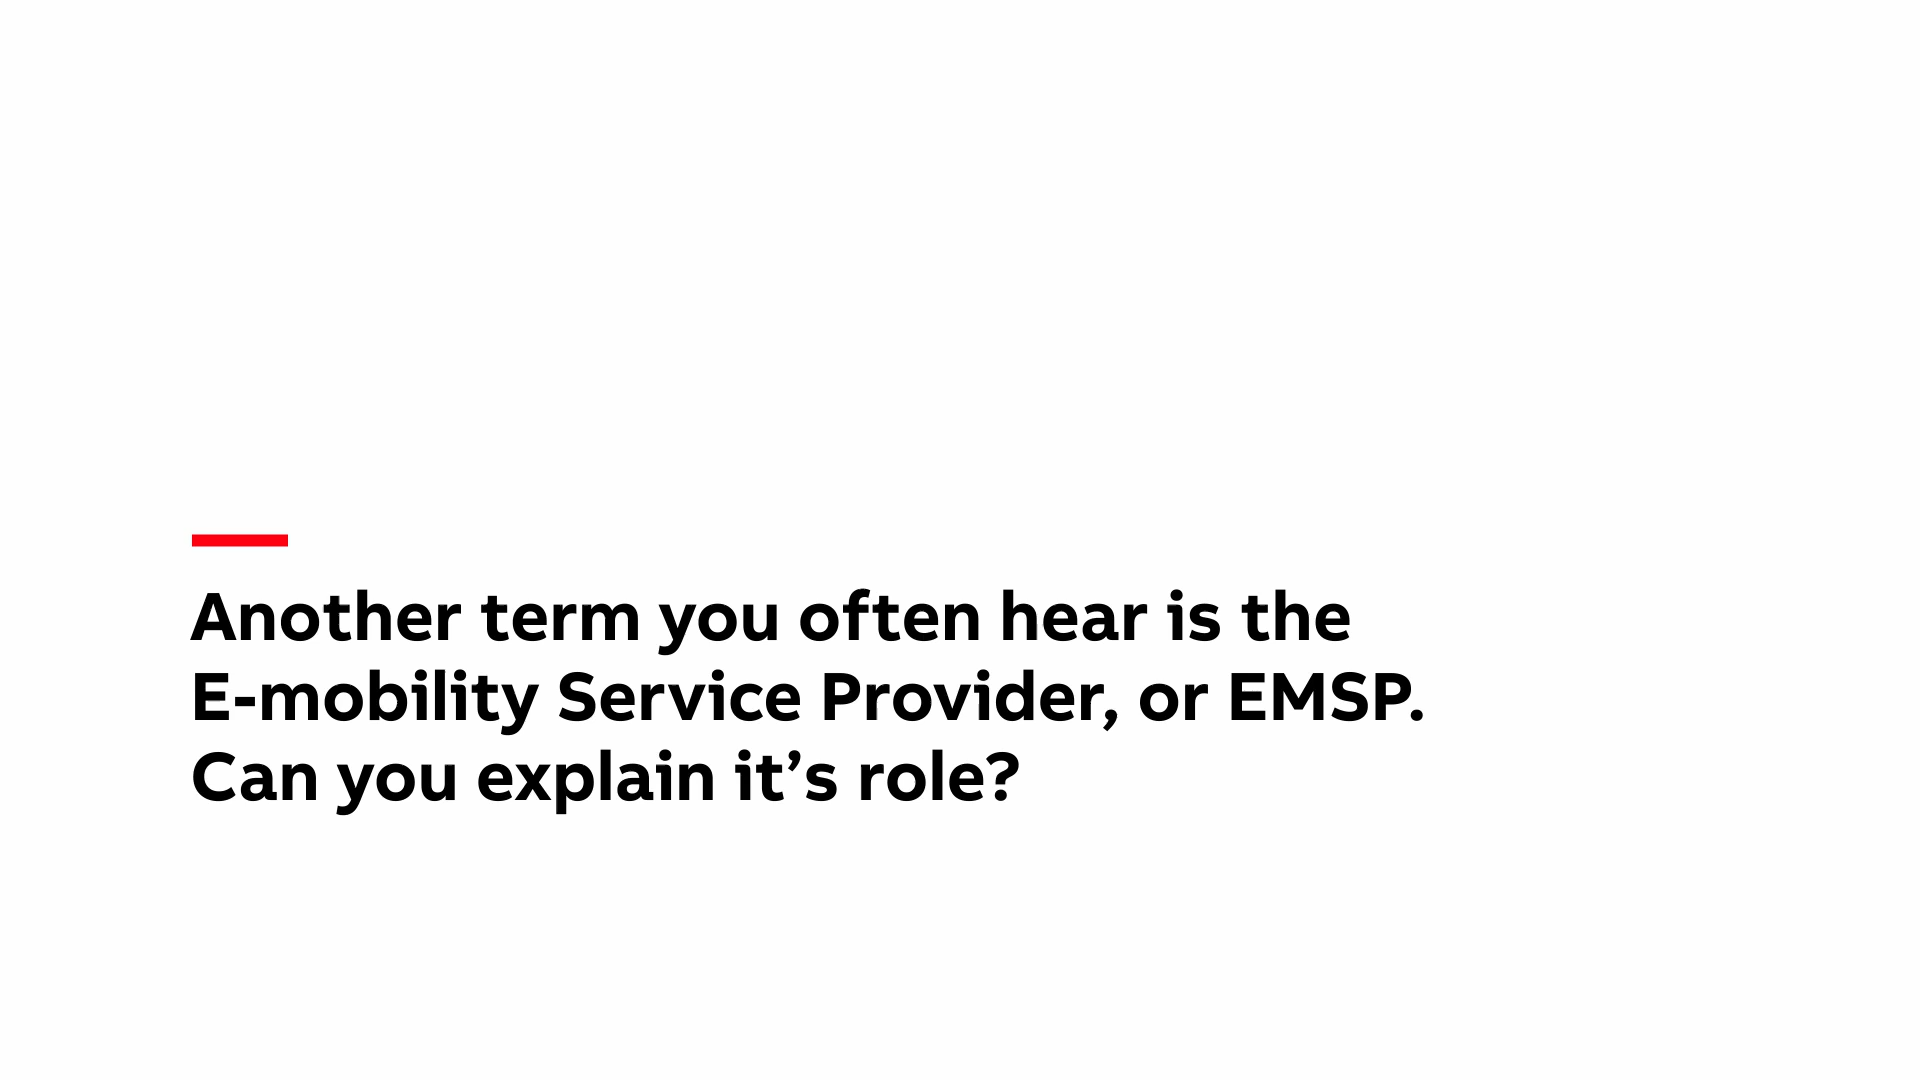 Another term you often hear is the
E-mobility Service Provider, or EMSP.
Can you explain it’s role?